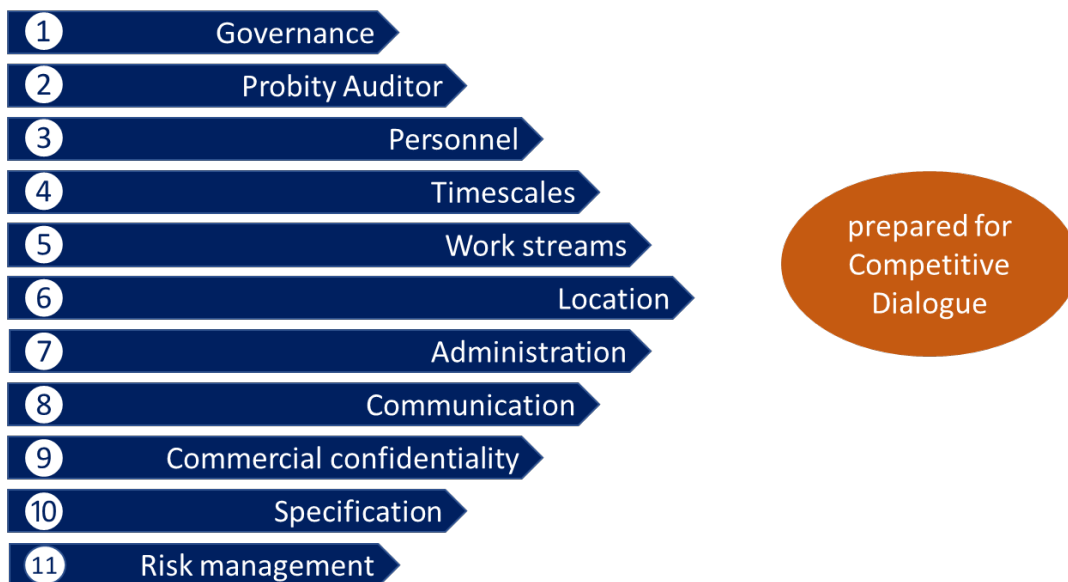 1 Governance
2 Probity Auditor
3 Personnel
4 Timescales
5 Work streams
6 Location
7 Administration
8 Communication
9 Commercial confidentiality
10 Specification
11 Risk management
prepared for
Competitive
Dialogue